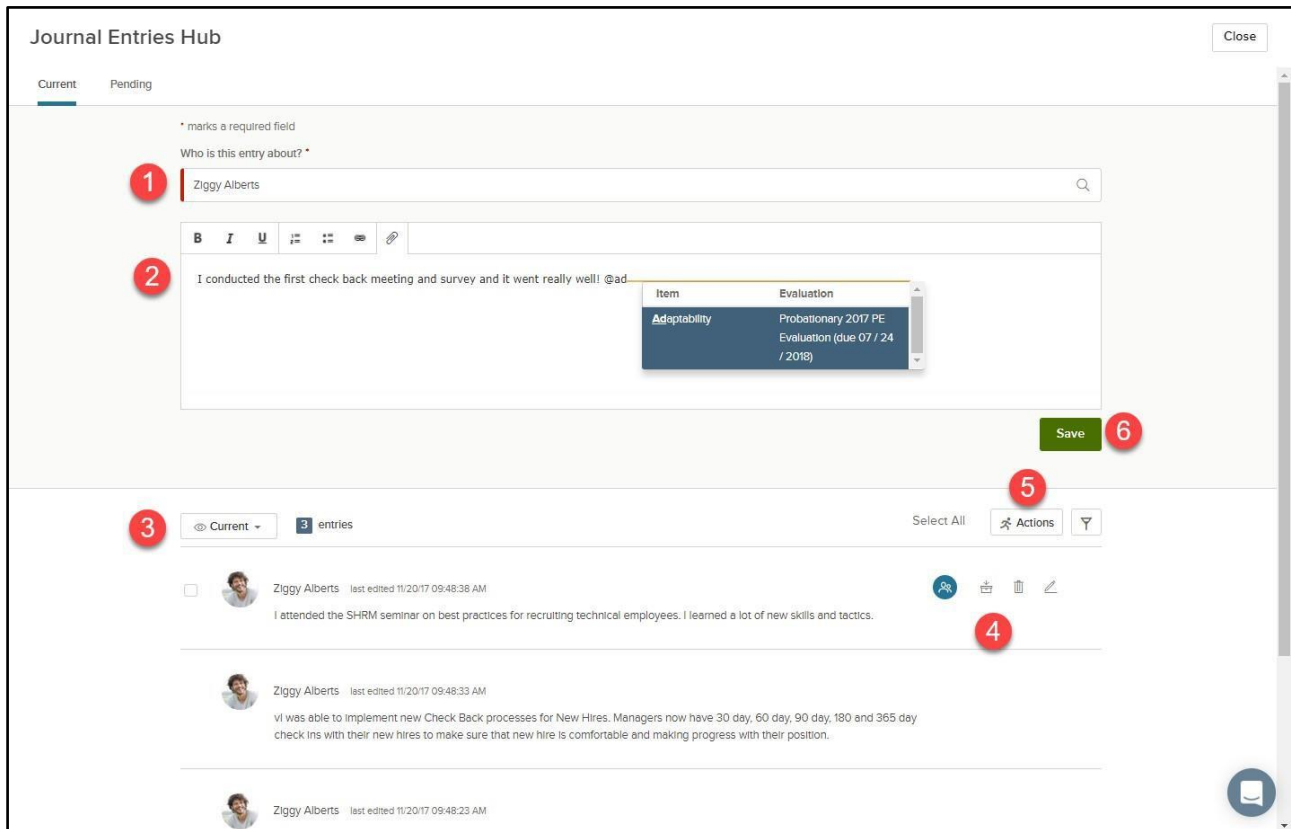 Journal Entries Hub
Close
Current
Pending
* marks a required field
Who is this entry about? *
1
Ziggy Alberts
B I U
2
I conducted the first check back meeting and survey and it went really well! @ad
Item Evaluation
Adaptability Probationary 2017 PE
Evaluation (due 07 / 24
/ 2018)
Save
6
5
3
Current
3 entries
Select All
Actions
Ziggy Alberts last edited 11/20/17 09:48:38 AM
I attended the SHRM seminar on best practices for recruiting technical employees. I learned a lot of new skills and tactics.
4
Ziggy Alberts last edited 11/20/17 09:48:33 AM
vI was able to implement new Check Back processes for New Hires. Managers now have 30 day, 60 day, 90 day, 180 and 365 day
check ins with their new hires to make sure that new hire is comfortable and making progress with their position.
Ziggy Alberts last edited 11/20/17 09:48:23 AM